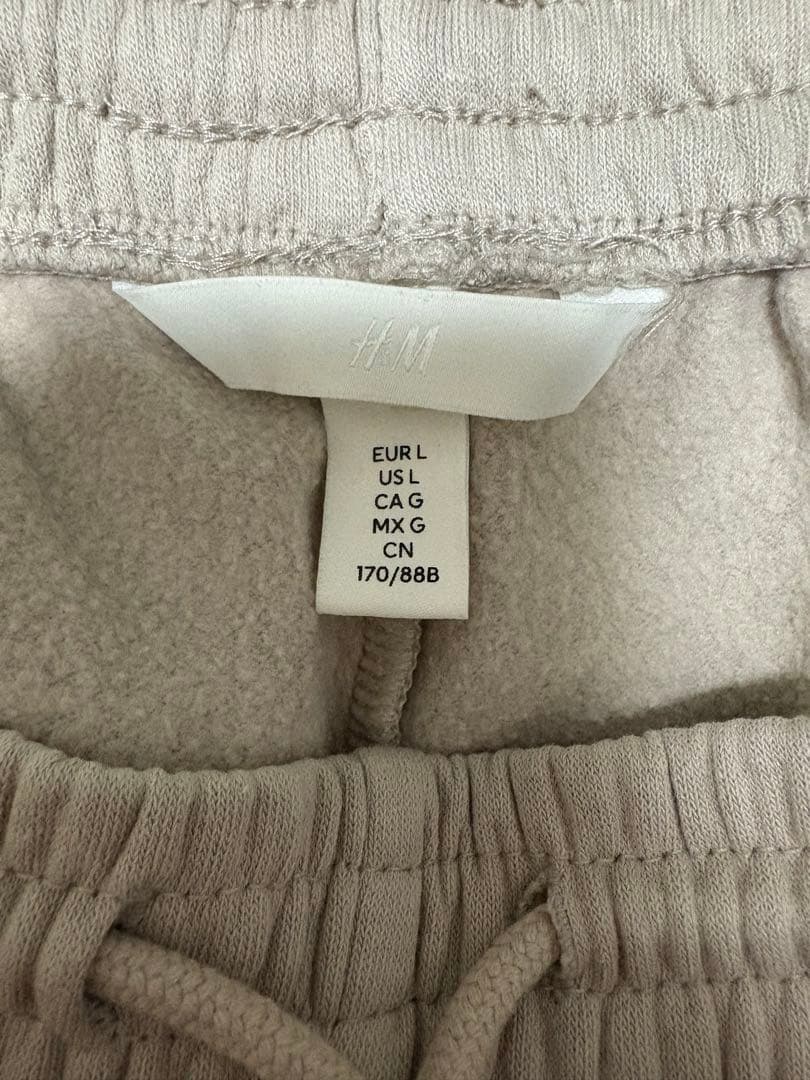 H&M
EUR L
US L
CA G
MX G
CN
170/88B